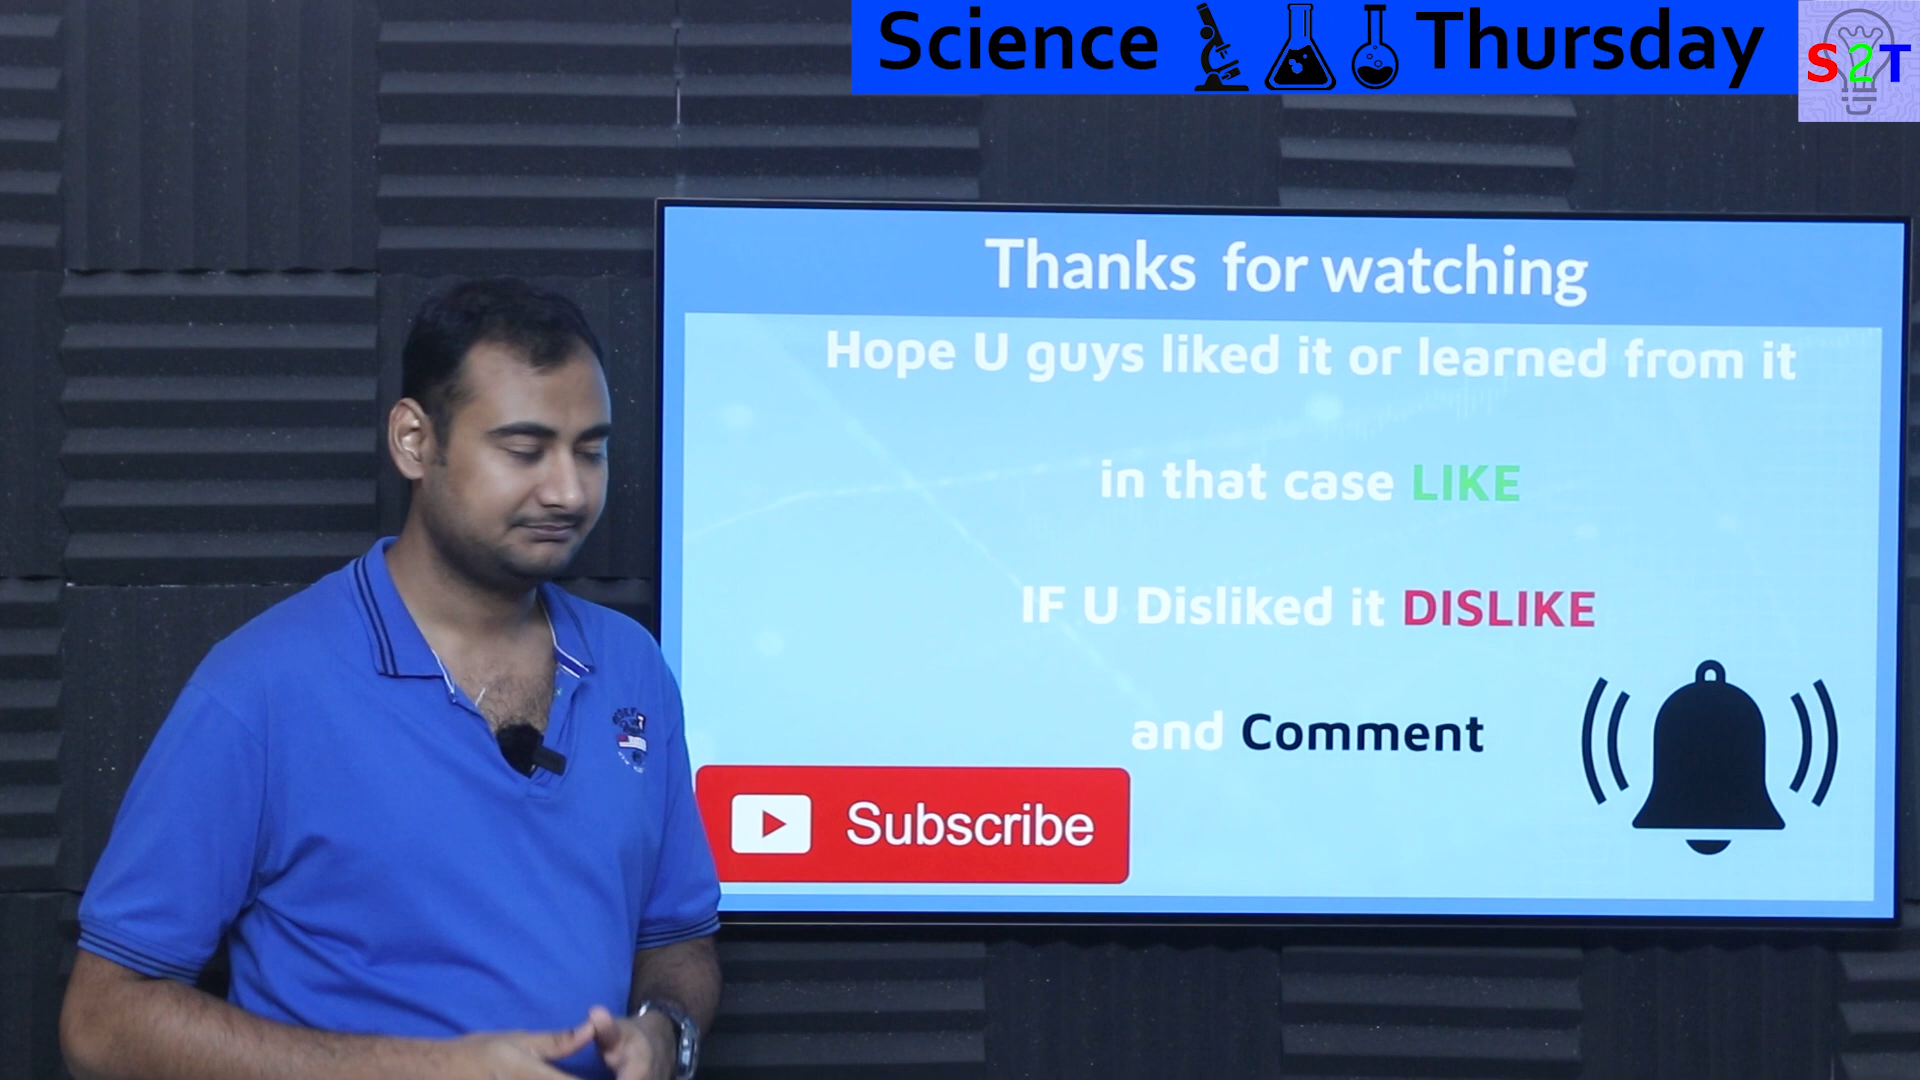 Science Thursday
S2T
Thanks for watching
Hope U guys liked it or learned from it
in that case LIKE
IF U Disliked it DISLIKE
and Comment
Subscribe